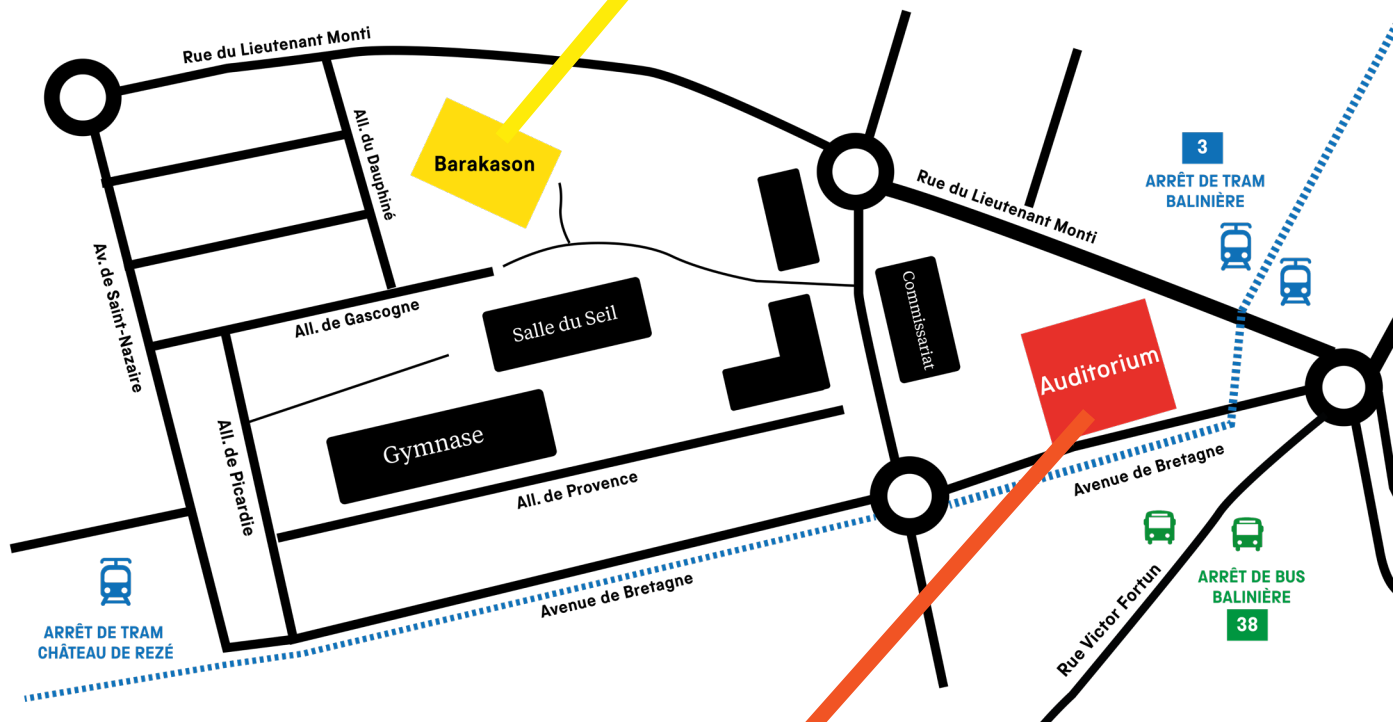 Rue du Lieutenant Monti
All. du Dauphiné
Barakason
Av. de Saint-Nazaire
All. de Gascogne
Salle du Seil
Gymnase
All. de Picardie
All. de Provence
Avenue de Bretagne
Commissariat
Rue du Lieutenant Monti
Auditorium
3
ARRÊT DE TRAM
BALINIÈRE
Avenue de Bretagne
ARRÊT DE TRAM
CHÂTEAU DE REZÉ
Rue Victor Fortun
ARRÊT DE BUS
BALINIÈRE
38